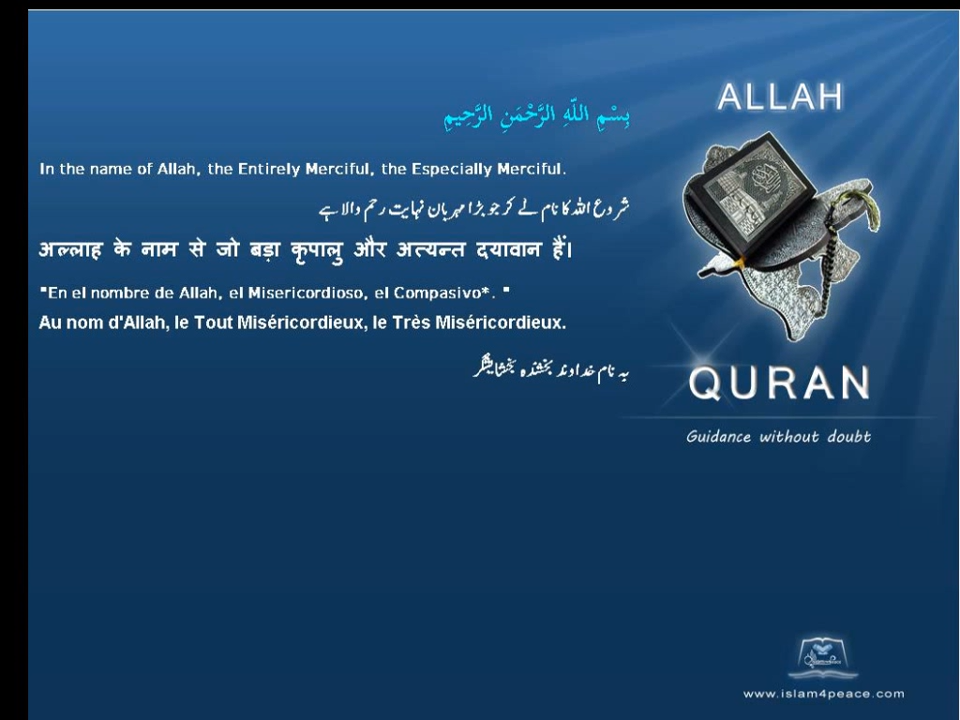 بِسْمِ اللّهِ الرَّحْمَنِ الرَّحِيمِ
In the name of Allah, the Entirely Merciful, the Especially Merciful.
شروع اللہ کا نام لے کر جو بڑا مہربان نہایت رحم والا ہے
अल्लाह के नाम से जो बड़ा कृपालु और अत्यन्त दयावान हैं।
"En el nombre de Allah, el Misericordioso, el Compasivo*. "
Au nom d'Allah, le Tout Miséricordieux, le Très Miséricordieux.
به نام خداوند بخشنده بخشایشگر
ALLAH
QURAN
Guidance without doubt
www.islam4peace.com